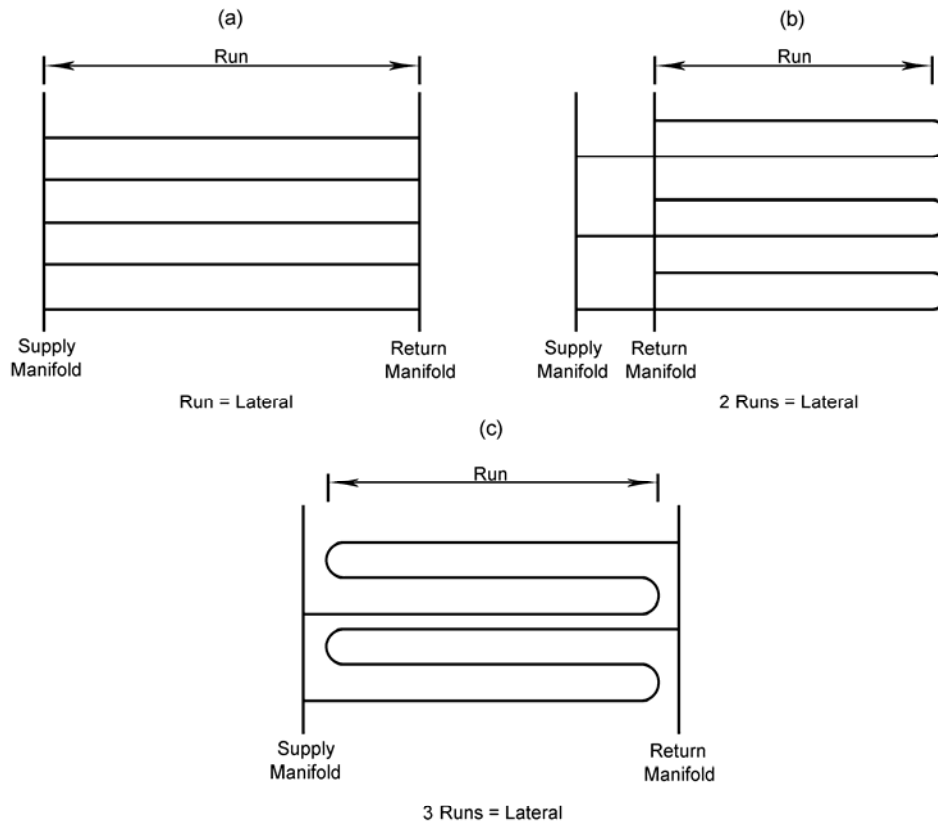 (a)
Run
Supply
Manifold
Return
Manifold
Run = Lateral
(b)
Run
Supply
Manifold
Return
Manifold
2 Runs = Lateral
(c)
Run
Supply
Manifold
Return
Manifold
3 Runs = Lateral